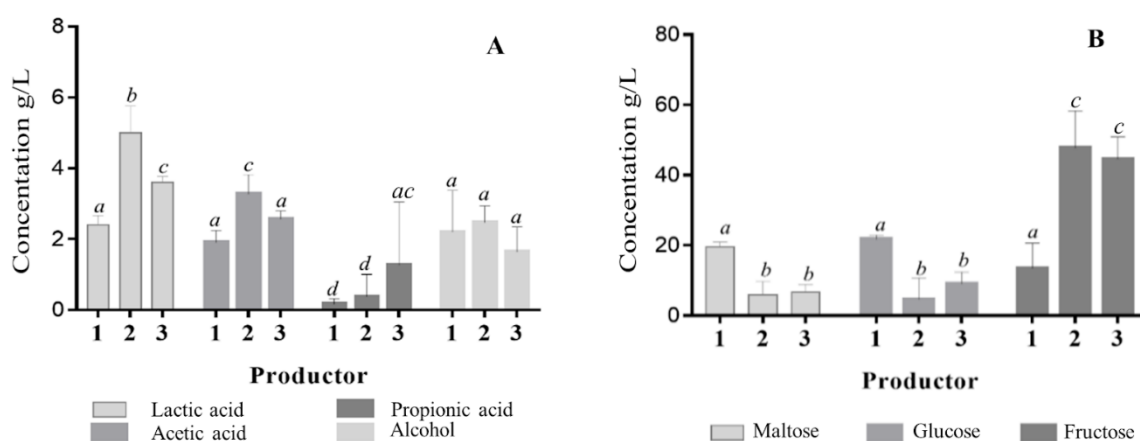 A
Concentation g/L
8
6
4
2
0
a b c a c a d d ac a a a
1 2 3 1 2 3 1 2 3 1 2 3
Productor
Lactic acid Propionic acid
Acetic acid Alcohol
B
Concentation g/L
80
60
40
20
0
a b b a b b a c c
1 2 3 1 2 3 1 2 3
Productor
Maltose Glucose Fructose